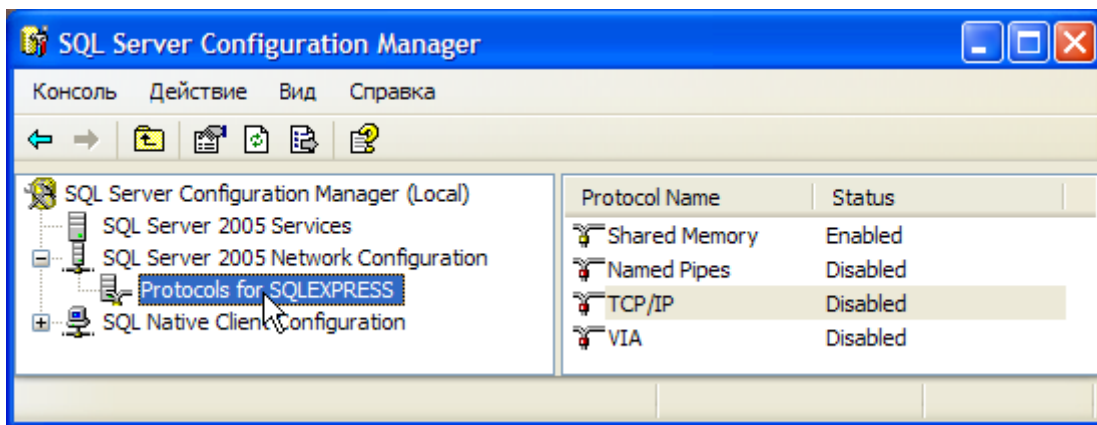 SQL Server Configuration Manager
Консоль Действие Вид Справка
SQL Server Configuration Manager (Local)
SQL Server 2005 Services
SQL Server 2005 Network Configuration
Protocols for SQLEXPRESS
SQL Native Client Configuration
Protocol Name Status
Shared Memory Enabled
Named Pipes Disabled
TCP/IP Disabled
VIA Disabled